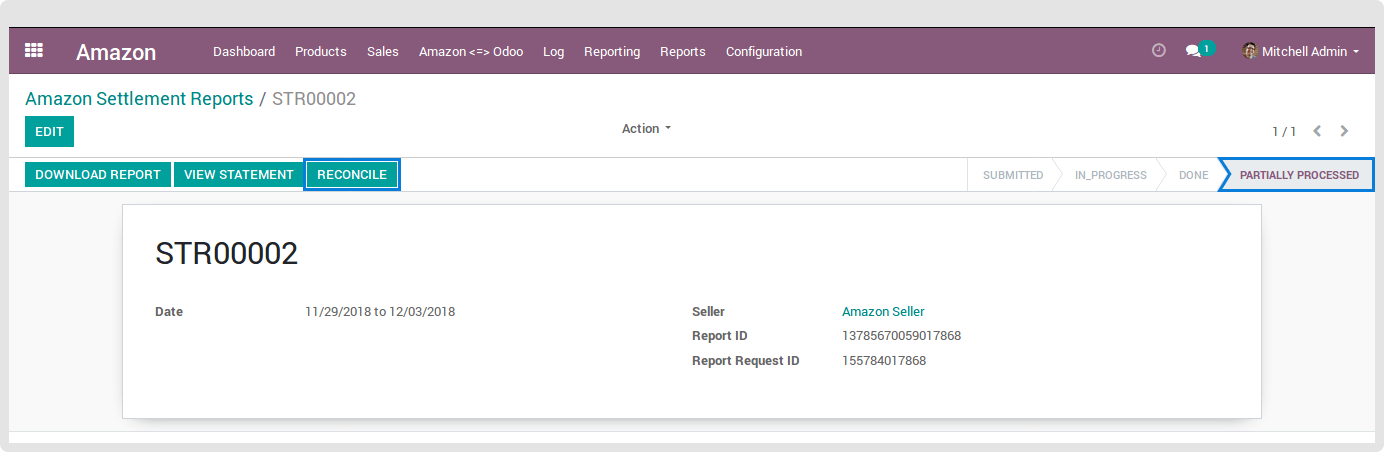 Amazon Dashboard Products Sales Amazon <=> Odoo Log Reporting Reports Configuration 1 Mitchell Admin
Amazon Settlement Reports / STR00002
EDIT Action 1 / 1
DOWNLOAD REPORT VIEW STATEMENT RECONCILE SUBMITTED IN_PROGRESS DONE PARTIALLY PROCESSED
STR00002
Date 11/29/2018 to 12/03/2018 Seller Amazon Seller
Report ID 13785670059017868
Report Request ID 155784017868